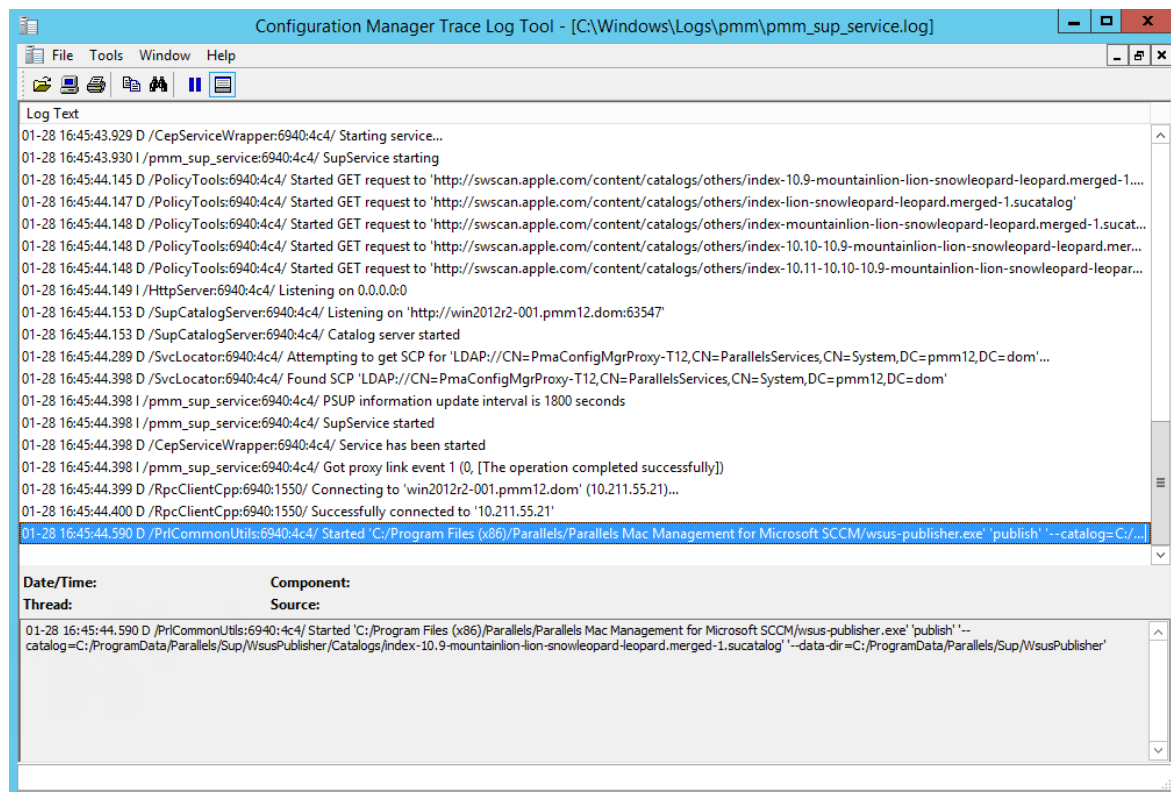 Configuration Manager Trace Log Tool - [C:\Windows\Logs\pmm\pmm_sup_service.log]
File Tools Window Help
Log Text
01-28 16:45:43.929 D /CepServiceWrapper:6940:4c4/ Starting service...
01-28 16:45:43.930 I /pmm_sup_service:6940:4c4/ SupService starting
01-28 16:45:44.145 D /PolicyTools:6940:4c4/ Started GET request to 'http://swscan.apple.com/content/catalogs/others/index-10.9-mountainlion-lion-snowleopard-leopard.merged-1....
01-28 16:45:44.147 D /PolicyTools:6940:4c4/ Started GET request to 'http://swscan.apple.com/content/catalogs/others/index-lion-snowleopard-leopard.merged-1.sucatalog'
01-28 16:45:44.148 D /PolicyTools:6940:4c4/ Started GET request to 'http://swscan.apple.com/content/catalogs/others/index-mountainlion-lion-snowleopard-leopard.merged-1.sucat...
01-28 16:45:44.148 D /PolicyTools:6940:4c4/ Started GET request to 'http://swscan.apple.com/content/catalogs/others/index-10.10-10.9-mountainlion-lion-snowleopard-leopard.mer...
01-28 16:45:44.148 D /PolicyTools:6940:4c4/ Started GET request to 'http://swscan.apple.com/content/catalogs/others/index-10.11-10.10-10.9-mountainlion-lion-snowleopard-leopar...
01-28 16:45:44.149 I /HttpServer:6940:4c4/ Listening on 0.0.0.0:0
01-28 16:45:44.153 D /SupCatalogServer:6940:4c4/ Listening on 'http://win2012r2-001.pmm12.dom:63547'
01-28 16:45:44.153 D /SupCatalogServer:6940:4c4/ Catalog server started
01-28 16:45:44.289 D /SvcLocator:6940:4c4/ Attempting to get SCP for 'LDAP://CN=PmaConfigMgrProxy-T12,CN=ParallelsServices,CN=System,DC=pmm12,DC=dom'...
01-28 16:45:44.398 D /SvcLocator:6940:4c4/ Found SCP 'LDAP://CN=PmaConfigMgrProxy-T12,CN=ParallelsServices,CN=System,DC=pmm12,DC=dom'
01-28 16:45:44.398 I /pmm_sup_service:6940:4c4/ PSUP information update interval is 1800 seconds
01-28 16:45:44.398 I /pmm_sup_service:6940:4c4/ SupService started
01-28 16:45:44.398 D /CepServiceWrapper:6940:4c4/ Service has been started
01-28 16:45:44.398 I /pmm_sup_service:6940:4c4/ Got proxy link event 1 (0, [The operation completed successfully])
01-28 16:45:44.399 D /RpcClientCpp:6940:1550/ Connecting to 'win2012r2-001.pmm12.dom' (10.211.55.21)...
01-28 16:45:44.400 D /RpcClientCpp:6940:1550/ Successfully connected to '10.211.55.21'
01-28 16:45:44.590 D /PrlCommonUtils:6940:4c4/ Started 'C:/Program Files (x86)/Parallels/Parallels Mac Management for Microsoft SCCM/wsus-publisher.exe' 'publish' '--catalog=C:/...
Date/Time: Component:
Thread: Source:
01-28 16:45:44.590 D /PrlCommonUtils:6940:4c4/ Started 'C:/Program Files (x86)/Parallels/Parallels Mac Management for Microsoft SCCM/wsus-publisher.exe' 'publish' '--
catalog=C:/ProgramData/Parallels/Sup/WsusPublisher/Catalogs/index-10.9-mountainlion-lion-snowleopard-leopard.merged-1.sucatalog' '--data-dir=C:/ProgramData/Parallels/Sup/WsusPublisher'